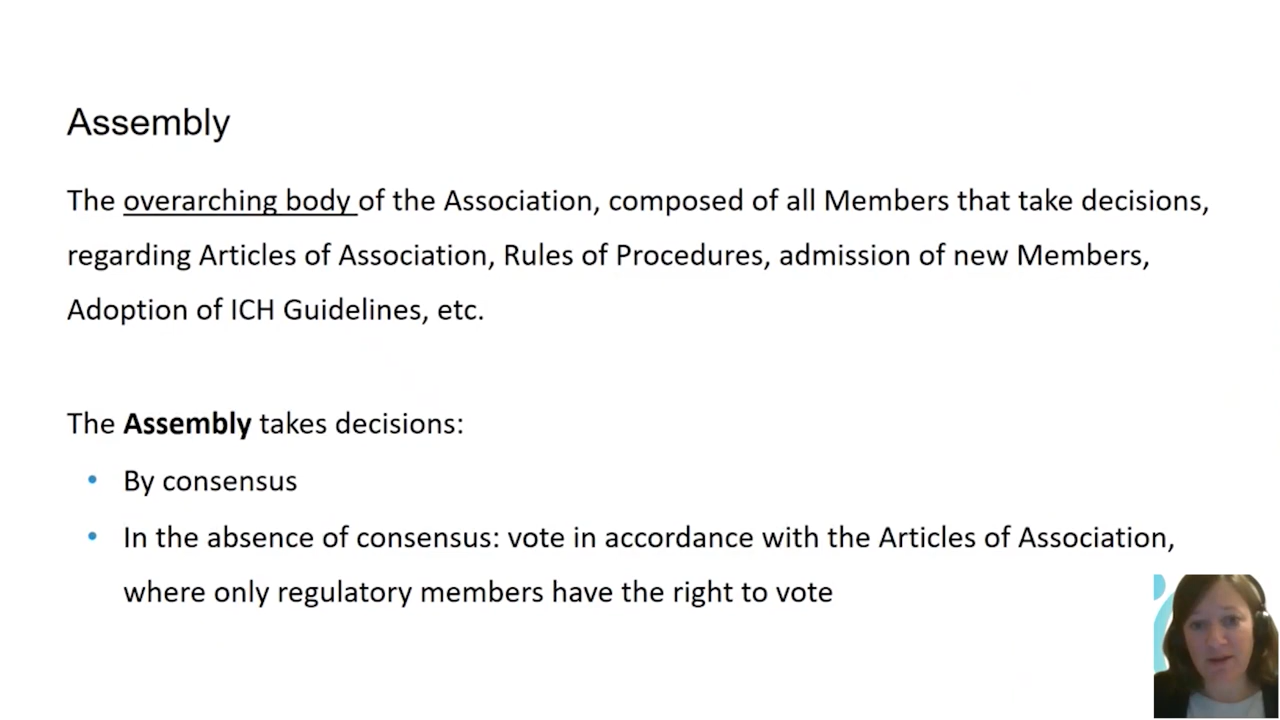 Assembly
The overarching body of the Association, composed of all Members that take decisions,
regarding Articles of Association, Rules of Procedures, admission of new Members,
Adoption of ICH Guidelines, etc.
The Assembly takes decisions:
• By consensus
• In the absence of consensus: vote in accordance with the Articles of Association,
where only regulatory members have the right to vote